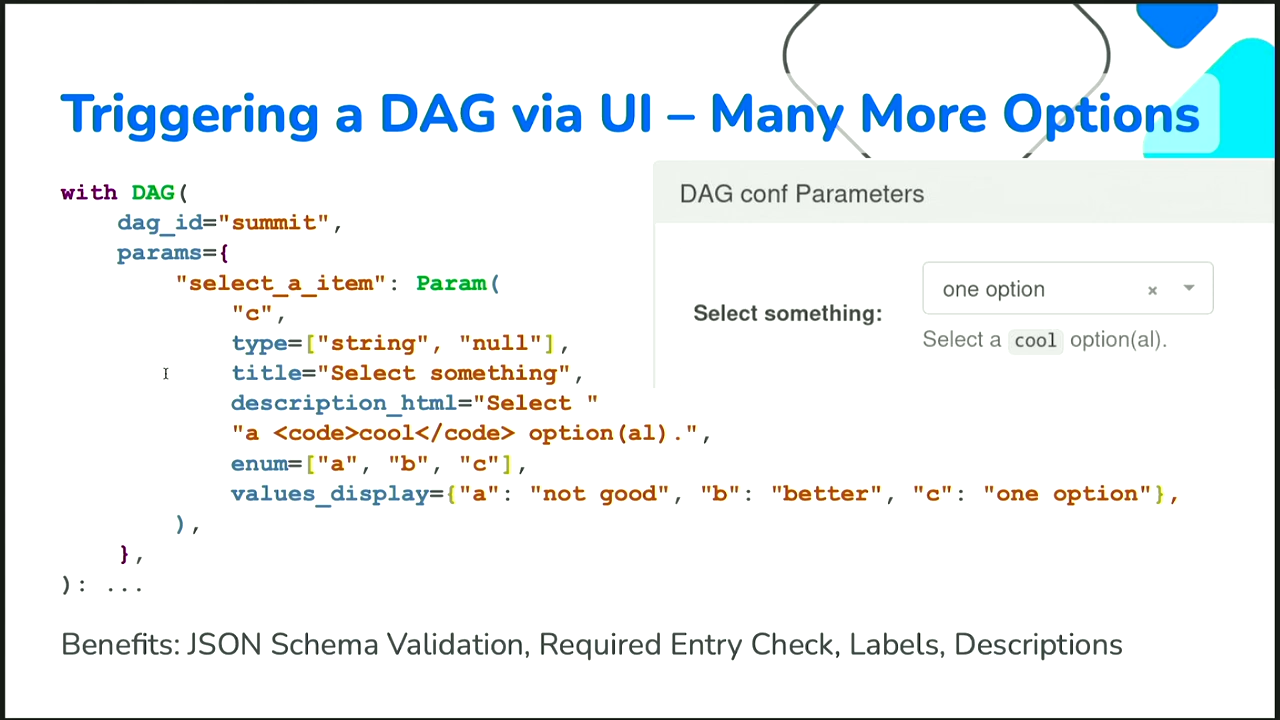 Triggering a DAG via UI – Many More Options
with DAG(
dag_id="summit",
params={
"select_a_item": Param(
"c",
type=["string", "null"],
title="Select something",
description_html="Select "
"a <code>cool</code> option(al).",
enum=["a", "b", "c"],
values_display={"a": "not good", "b": "better", "c": "one option"},
),
},
): ...
DAG conf Parameters
Select something:
one option ×
Select a cool option(al).
Benefits: JSON Schema Validation, Required Entry Check, Labels, Descriptions